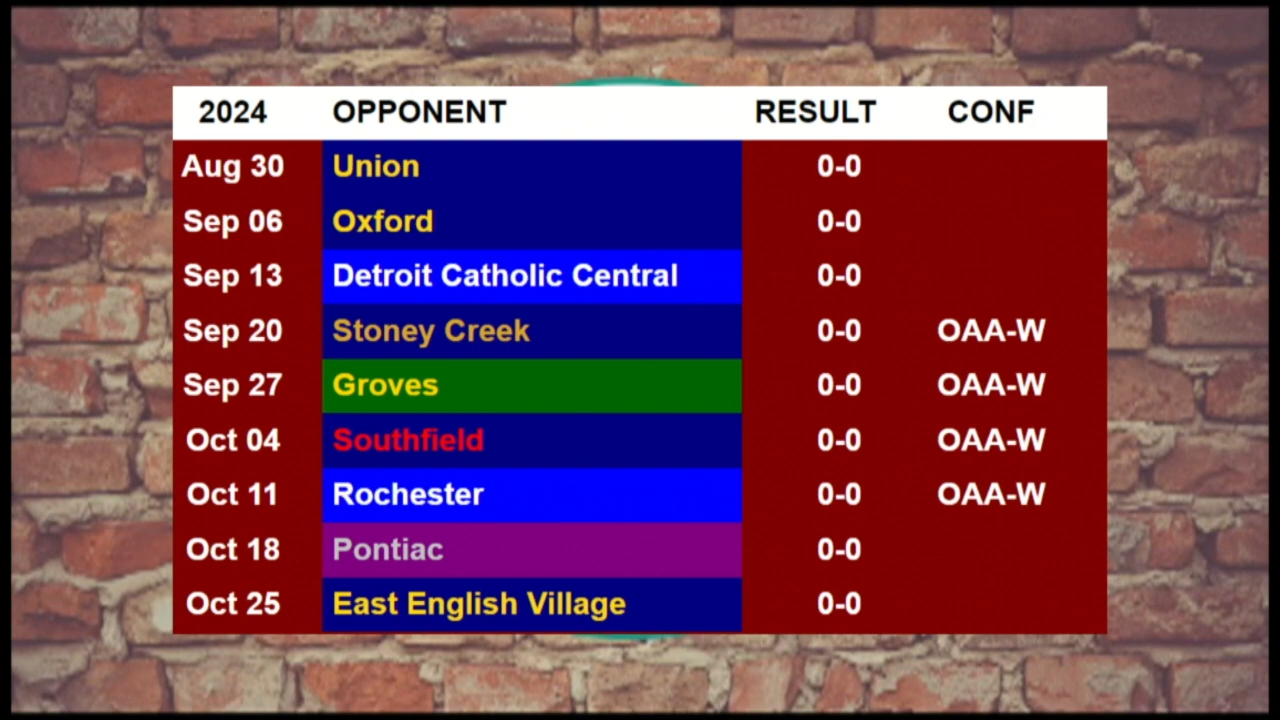 2024 OPPONENT RESULT CONF
Aug 30 Union 0-0
Sep 06 Oxford 0-0
Sep 13 Detroit Catholic Central 0-0
Sep 20 Stoney Creek 0-0 OAA-W
Sep 27 Groves 0-0 OAA-W
Oct 04 Southfield 0-0 OAA-W
Oct 11 Rochester 0-0 OAA-W
Oct 18 Pontiac 0-0
Oct 25 East English Village 0-0